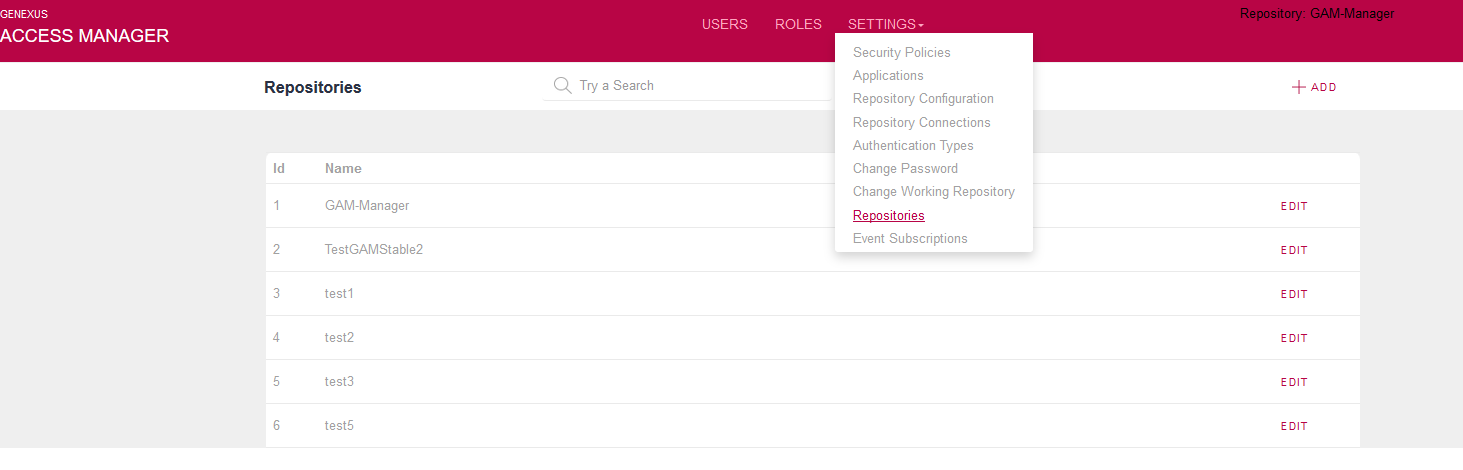 GENEXUS
ACCESS MANAGER
USERS ROLES SETTINGS
Repository: GAM-Manager
Security Policies
Applications
Repository Configuration
Repository Connections
Authentication Types
Change Password
Change Working Repository
Repositories
Event Subscriptions
Repositories
Try a Search
ADD
Id Name
1 GAM-Manager EDIT
2 TestGAMStable2 EDIT
3 test1 EDIT
4 test2 EDIT
5 test3 EDIT
6 test5 EDIT